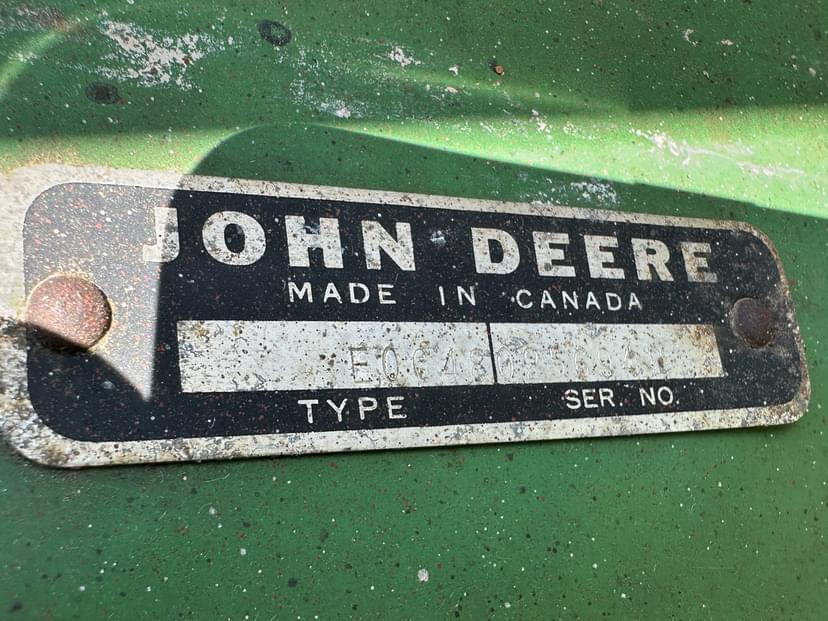 JOHN DEERE
MADE IN CANADA
TYPE SER. NO.